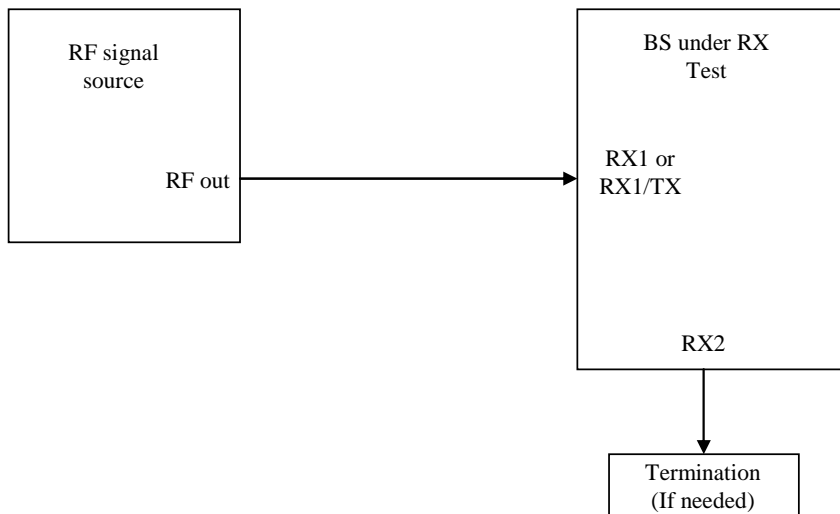 RF signal
source
RF out
BS under RX
Test
RX1 or
RX1/TX
RX2
Termination
(If needed)